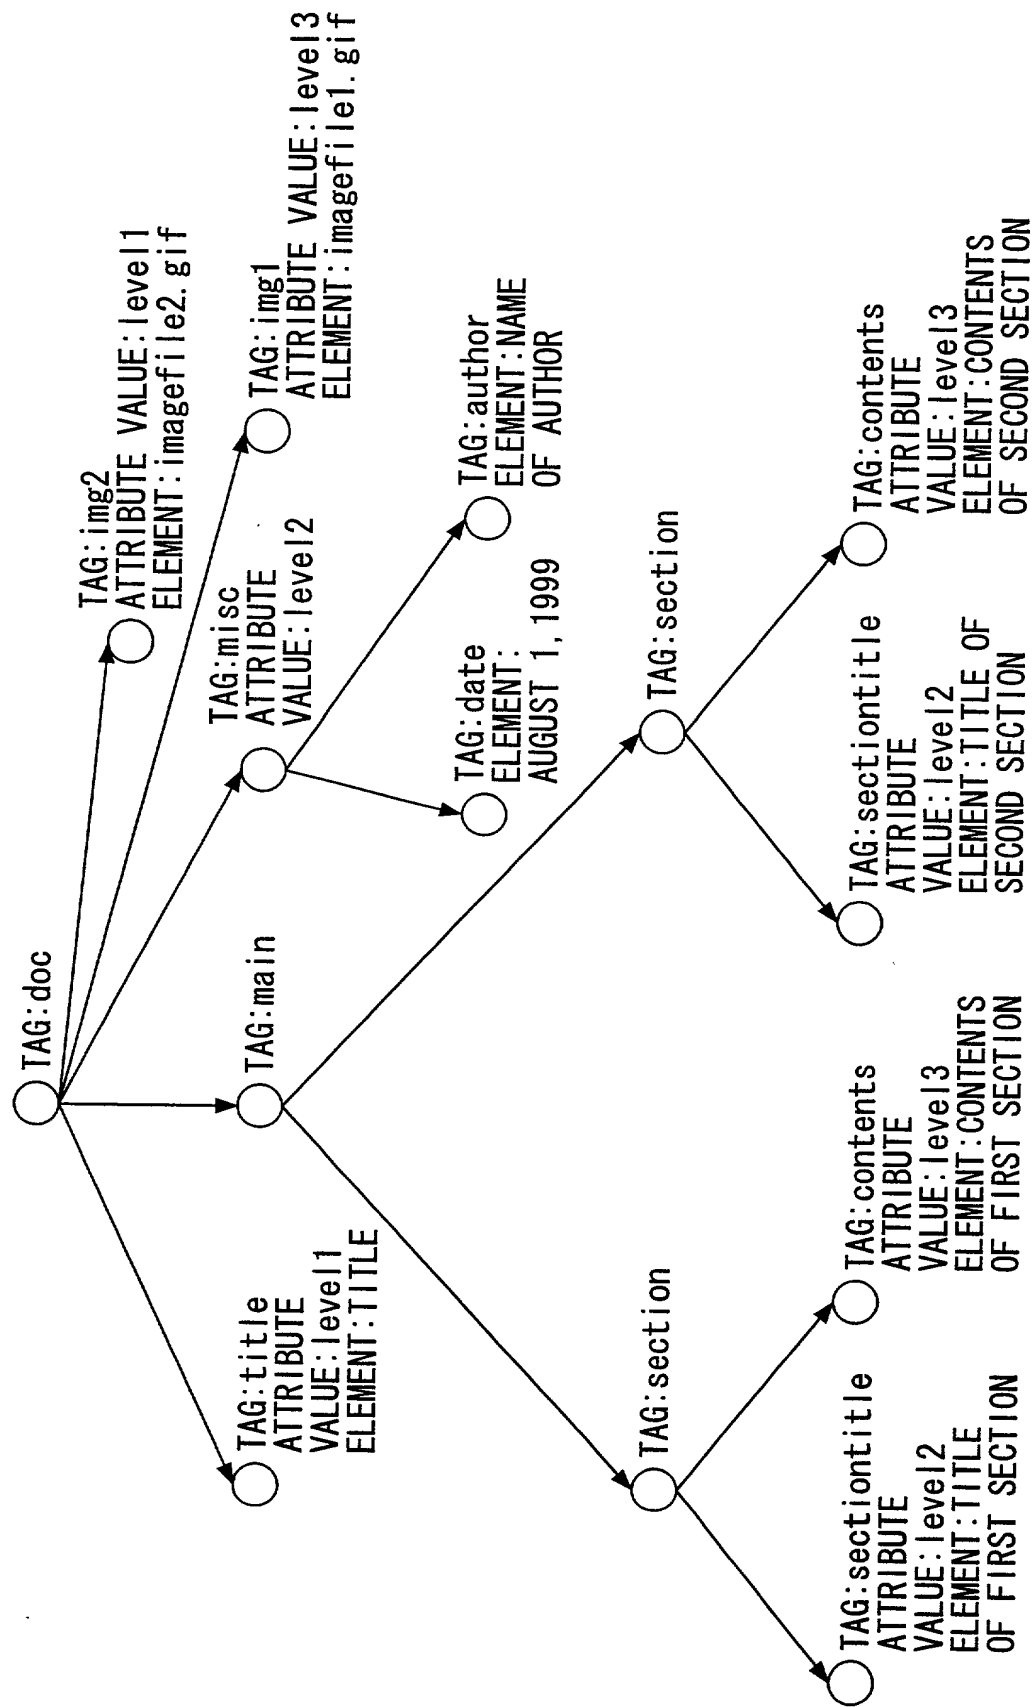 TAG:doc
TAG:img2
ATTRIBUTE VALUE:level1
ELEMENT:imagefile2.gif
TAG:title
ATTRIBUTE
VALUE:level1
ELEMENT:TITLE
TAG:main
TAG:misc
ATTRIBUTE
VALUE:level2
TAG:img1
ATTRIBUTE VALUE:level3
ELEMENT:imagefile1.gif
TAG:date
ELEMENT:
AUGUST 1,1999
TAG:author
ELEMENT:NAME
OF AUTHOR
TAG:section
TAG:section
TAG:sectiontitle
ATTRIBUTE
VALUE:level2
ELEMENT:TITLE
OF FIRST SECTION
TAG:contents
ATTRIBUTE
VALUE:level3
ELEMENT:CONTENTS
OF FIRST SECTION
TAG:sectiontitle
ATTRIBUTE
VALUE:level2
ELEMENT:TITLE OF
SECOND SECTION
TAG:contents
ATTRIBUTE
VALUE:level3
ELEMENT:CONTENTS
OF SECOND SECTION